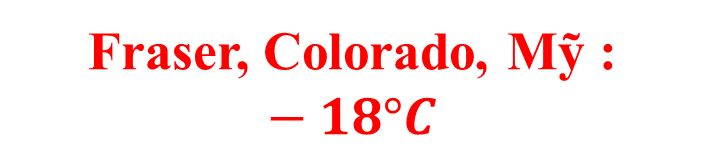 Fraser, Colorado, Mỹ :
− 18°C